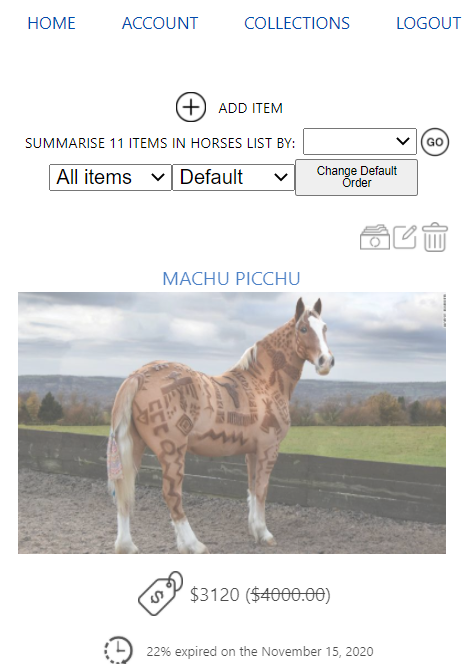 HOME ACCOUNT COLLECTIONS LOGOUT
ADD ITEM
SUMMARISE 11 ITEMS IN HORSES LIST BY: GO
All items Default Change Default
Order
MACHU PICCHU
$3120 ($4000.00)
22% expired on the November 15, 2020